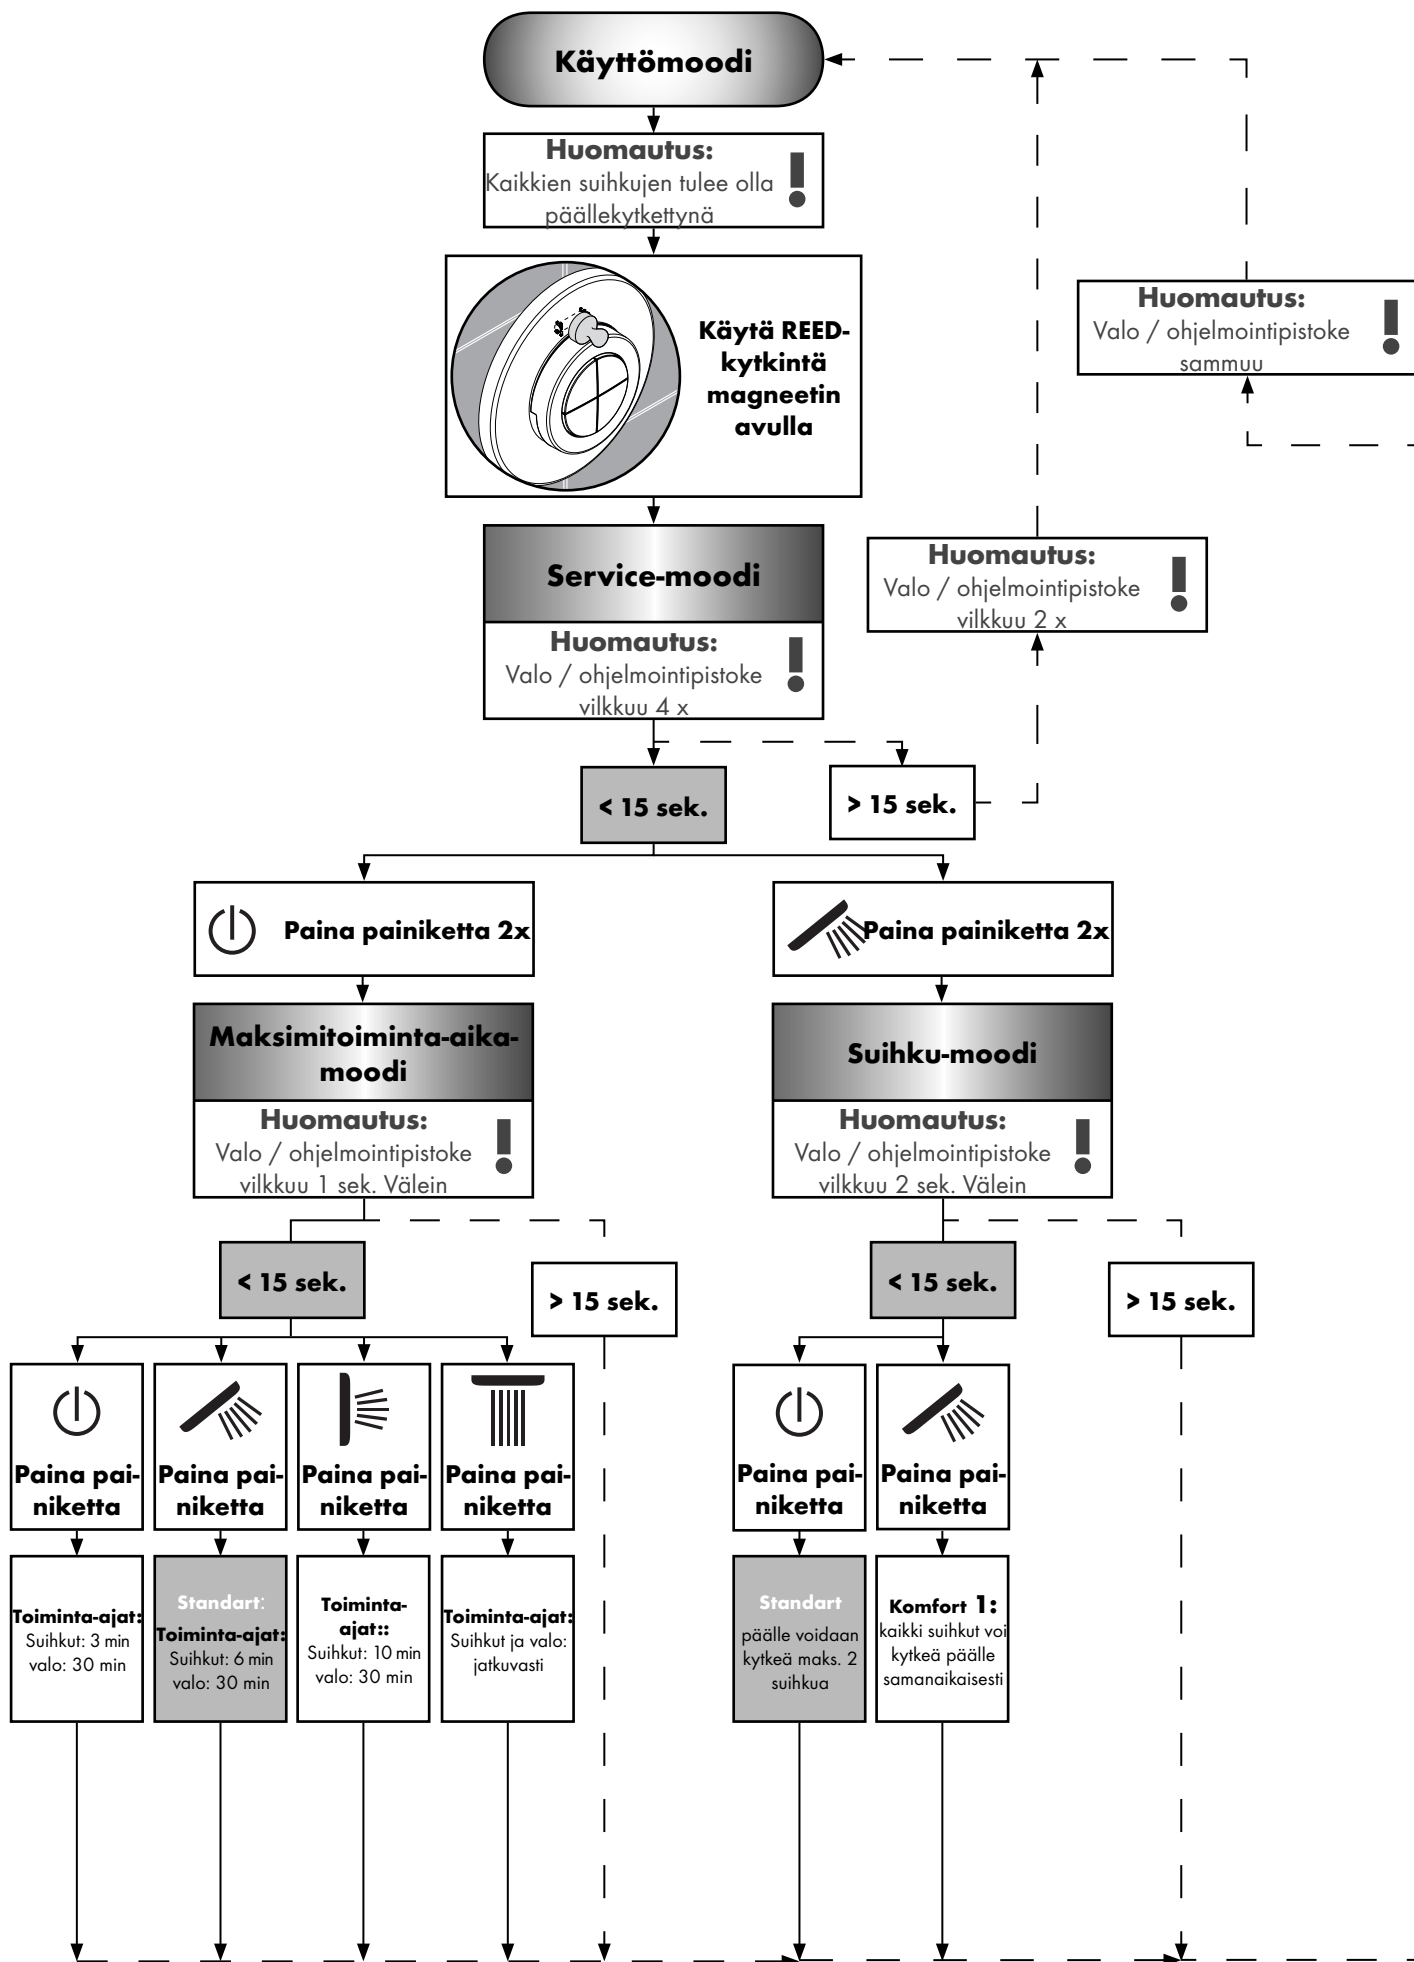 Käyttömoodi
Huomautus:
Kaikkien suihkujen tulee olla
päällekytkettynä
Käytä REED-
kytkintä
magneetin
avulla
Huomautus:
Valo / ohjelmointipistoke
sammuu
Service-moodi
Huomautus:
Valo / ohjelmointipistoke
vilkkuu 4 x
Huomautus:
Valo / ohjelmointipistoke
vilkkuu 2 x
< 15 sek.
> 15 sek.
Paina painiketta 2x
Paina painiketta 2x
Maksimitoiminta-aika-
moodi
Huomautus:
Valo / ohjelmointipistoke
vilkkuu 1 sek. Välein
Suihku-moodi
Huomautus:
Valo / ohjelmointipistoke
vilkkuu 2 sek. Välein
< 15 sek.
> 15 sek.
< 15 sek.
> 15 sek.
Paina pai-
niketta
Paina pai-
niketta
Paina pai-
niketta
Paina pai-
niketta
Paina pai-
niketta
Paina pai-
niketta
Toiminta-ajat:
Suihkut: 3 min
valo: 30 min
Standart:
Toiminta-ajat:
Suihkut: 6 min
valo: 30 min
Toiminta-
ajat::
Suihkut: 10 min
valo: 30 min
Toiminta-ajat:
Suihkut ja valo:
jatkuvasti
Standart
päälle voidaan
kytkeä maks. 2
suihkua
Komfort 1:
kaikki suihkut voi
kytkeä päälle
samanaikaisesti